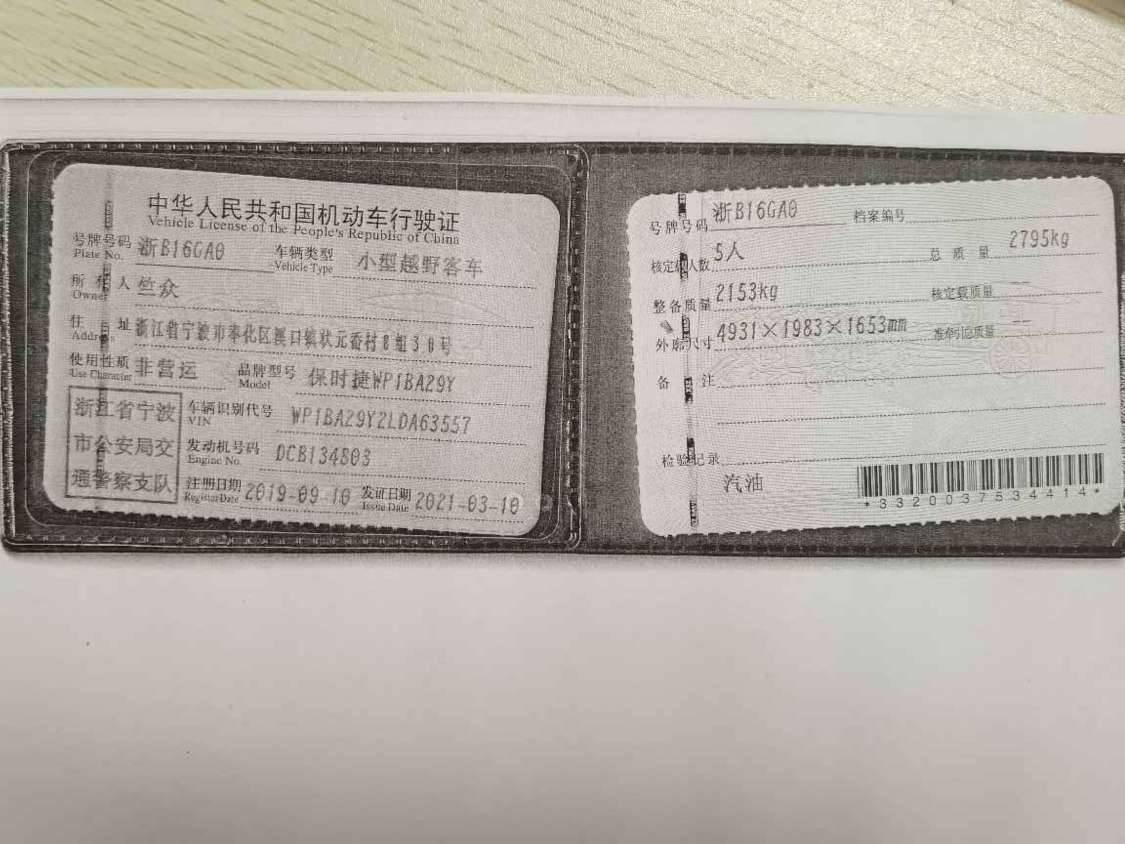 中华人民共和国机动车行驶证
Vehicle License of the People's Republic of China
号牌号码 浙B16GA0 车辆类型 小型越野客车
Plate No. Vehicle Type
所有人 竺众
Owner
住址 浙江省宁波市奉化区溪口镇状元岙村8组30号
Address
使用性质 非营运 品牌型号 保时捷WP1BA29Y
Use Character Model
浙江省宁波
市公安局交
通警察支队
车辆识别代号 WP1BA29Y2LDA63557
VIN
发动机号码 DCB134803
Engine No.
注册日期 2019-09-10 发证日期 2021-03-10
Register Date Issue Date
号牌号码 浙B16GA0 档案编号
核定载人数 5人 总质量 2795kg
整备质量 2153kg 核定载质量 --
外廓尺寸 4931×1983×1653mm 准牵引总质量 --
备注
检验记录
汽油
*3320037534414*